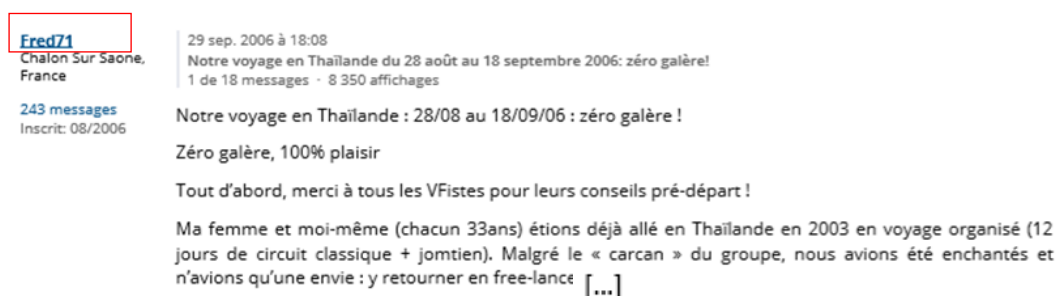 Fred71
Chalon Sur Saone,
France
243 messages
Inscrit: 08/2006
29 sep. 2006 à 18:08
Notre voyage en Thaïlande du 28 août au 18 septembre 2006: zéro galère!
1 de 18 messages · 8 350 affichages
Notre voyage en Thaïlande : 28/08 au 18/09/06 : zéro galère !
Zéro galère, 100% plaisir
Tout d’abord, merci à tous les VFistes pour leurs conseils pré-départ !
Ma femme et moi-même (chacun 33ans) étions déjà allé en Thaïlande en 2003 en voyage organisé (12
jours de circuit classique + jomtien). Malgré le « carcan » du groupe, nous avions été enchantés et
n’avions qu’une envie : y retourner en free-lance [...]